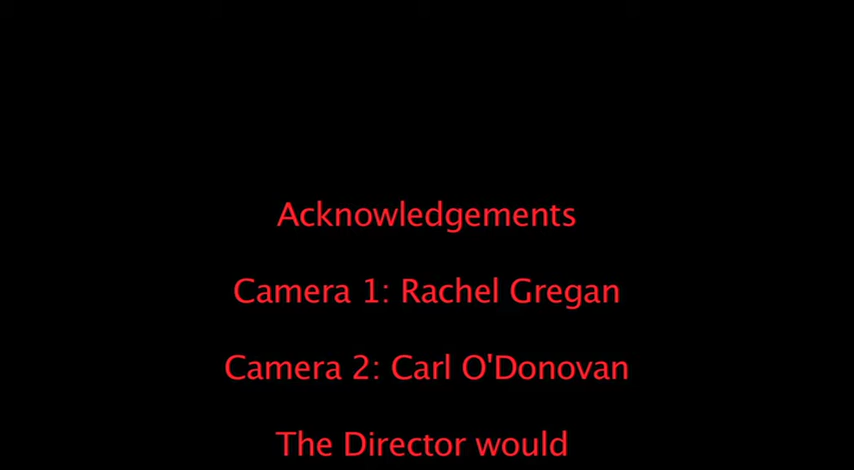 Acknowledgements
Camera 1: Rachel Gregan
Camera 2: Carl O'Donovan
The Director would